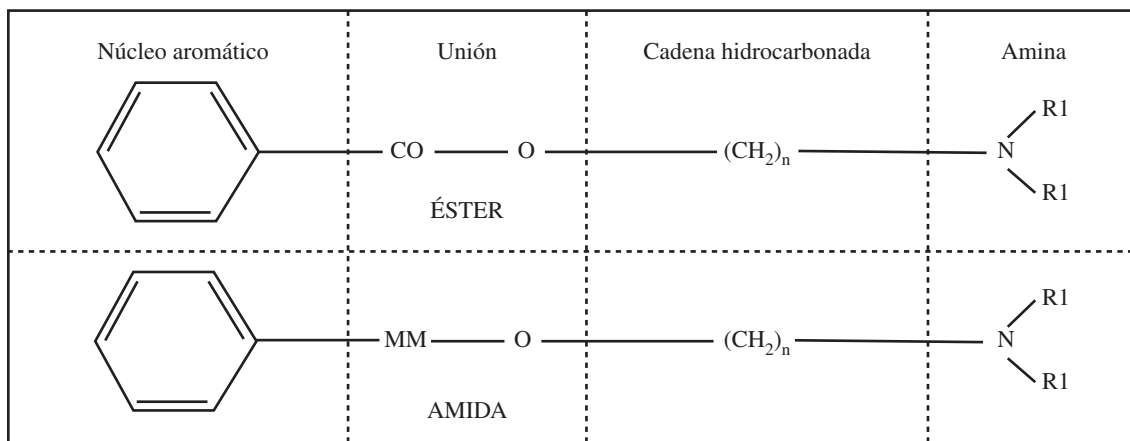 Núcleo aromático Unión Cadena hidrocarbonada Amina
R1
CO O (CH2)n N
R1
ÉSTER
R1
MM O (CH2)n N
R1
AMIDA